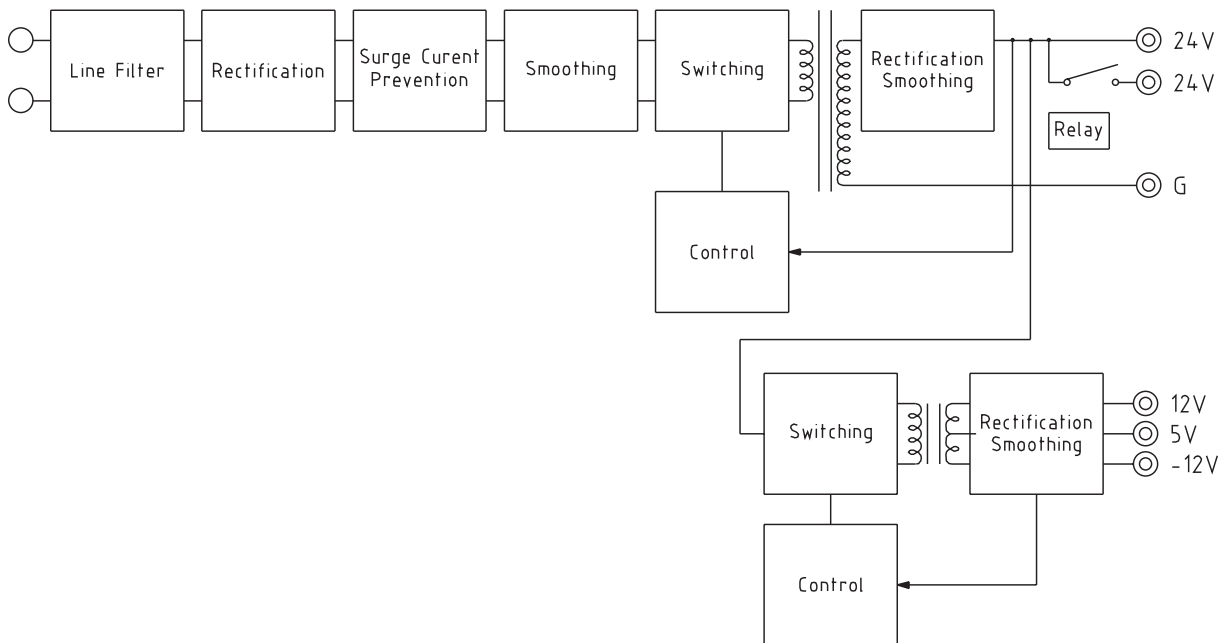 Line Filter
Rectification
Surge Curent
Prevention
Smoothing
Switching
Rectification
Smoothing
24V
24V
Relay
G
Control
Switching
Rectification
Smoothing
12V
5V
-12V
Control